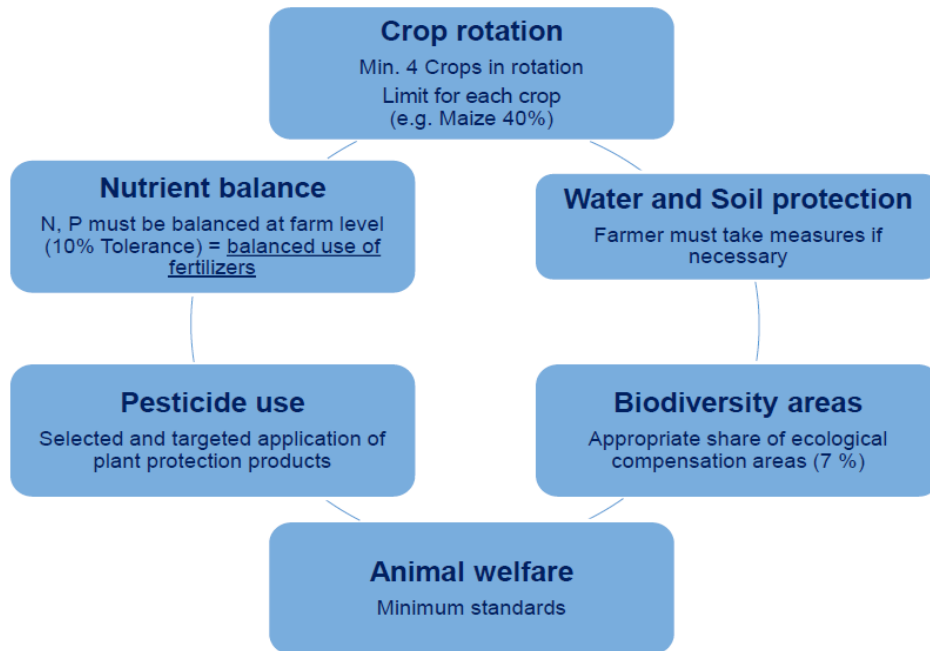 Crop rotation
Min. 4 Crops in rotation
Limit for each crop
(e.g. Maize 40%)
Nutrient balance
N, P must be balanced at farm level
(10% Tolerance) = balanced use of
fertilizers
Water and Soil protection
Farmer must take measures if
necessary
Pesticide use
Selected and targeted application of
plant protection products
Biodiversity areas
Appropriate share of ecological
compensation areas (7 %)
Animal welfare
Minimum standards